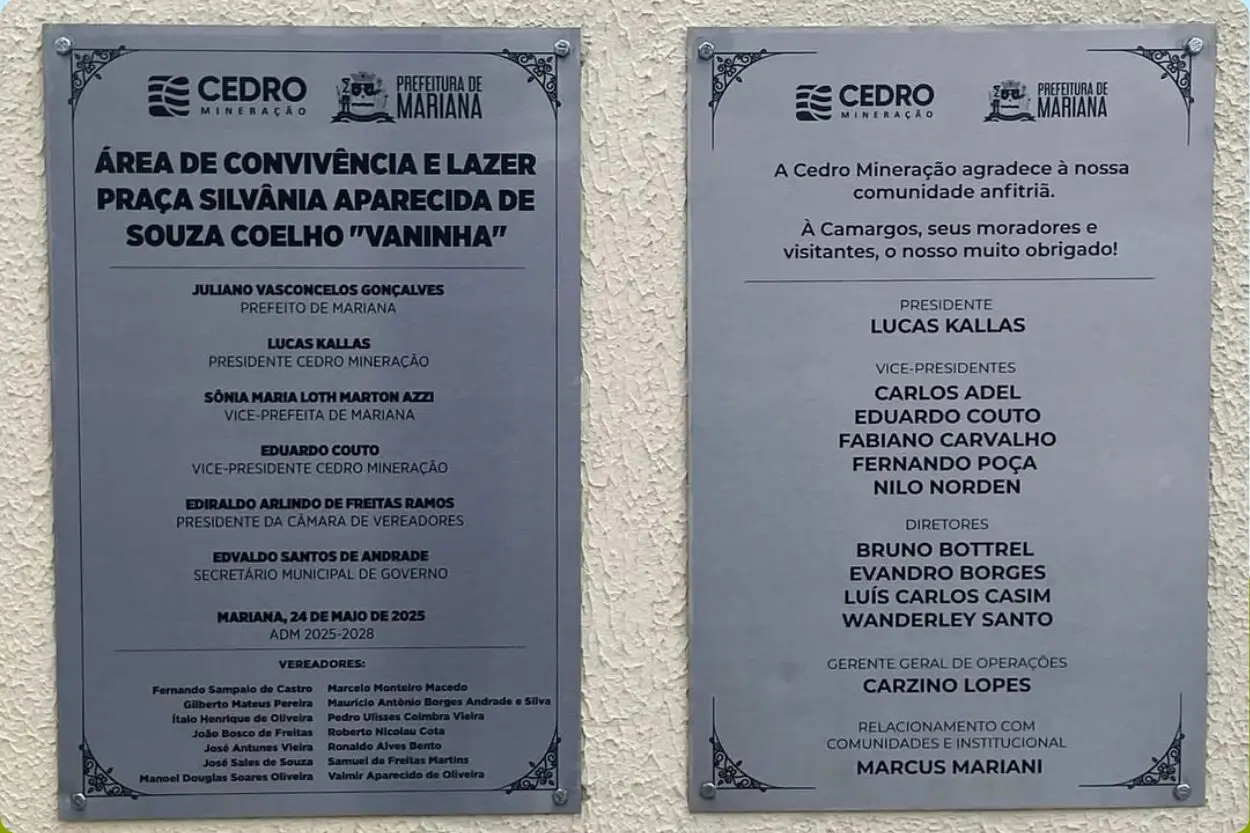 CEDRO
MINERAÇÃO
PREFEITURA DE
MARIANA
ÁREA DE CONVIVÊNCIA E LAZER
PRAÇA SILVÂNIA APARECIDA DE
SOUZA COELHO "VANINHA"
JULIANO VASCONCELOS GONÇALVES
PREFEITO DE MARIANA
LUCAS KALLAS
PRESIDENTE CEDRO MINERAÇÃO
SÔNIA MARIA LOTH MARTON AZZI
VICE-PREFEITA DE MARIANA
EDUARDO COUTO
VICE-PRESIDENTE CEDRO MINERAÇÃO
EDIRALDO ARLINDO DE FREITAS RAMOS
PRESIDENTE DA CÂMARA DE VEREADORES
EDVALDO SANTOS DE ANDRADE
SECRETÁRIO MUNICIPAL DE GOVERNO
MARIANA, 24 DE MAIO DE 2025
ADM 2025-2028
VEREADORES:
Fernando Sampaio de Castro
Gilberto Mateus Pereira
Ítalo Henrique de Oliveira
João Bosco de Freitas
José Antunes Vieira
José Sales de Souza
Manoel Douglas Soares Oliveira
Marcelo Monteiro Macedo
Maurício Antônio Borges Andrade e Silva
Pedro Ulisses Coimbra Vieira
Roberto Nicolau Cota
Ronaldo Alves Bento
Samuel de Freitas Martins
Valmir Aparecido de Oliveira
CEDRO
MINERAÇÃO
PREFEITURA DE
MARIANA
A Cedro Mineração agradece à nossa
comunidade anfitriã.
À Camargos, seus moradores e
visitantes, o nosso muito obrigado!
PRESIDENTE
LUCAS KALLAS
VICE-PRESIDENTES
CARLOS ADEL
EDUARDO COUTO
FABIANO CARVALHO
FERNANDO POÇA
NILO NORDEN
DIRETORES
BRUNO BOTTREL
EVANDRO BORGES
LUÍS CARLOS CASIM
WANDERLEY SANTO
GERENTE GERAL DE OPERAÇÕES
CARZINO LOPES
RELACIONAMENTO COM
COMUNIDADES E INSTITUCIONAL
MARCUS MARIANI